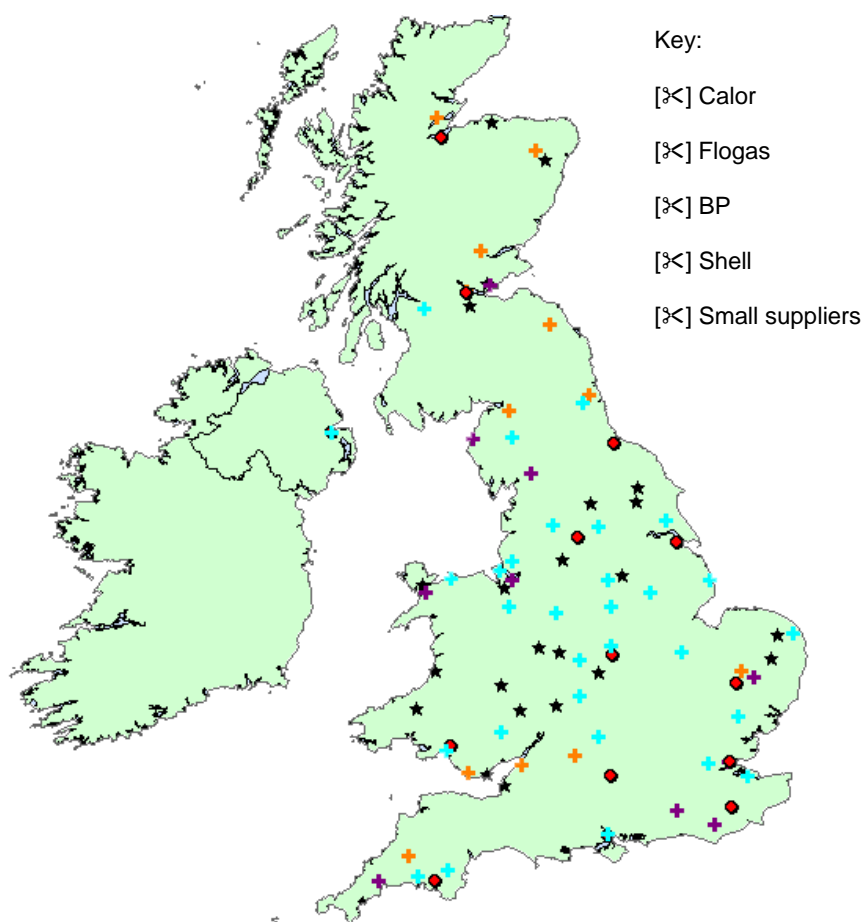 Key:
[✂] Calor
[✂] Flogas
[✂] BP
[✂] Shell
[✂] Small suppliers